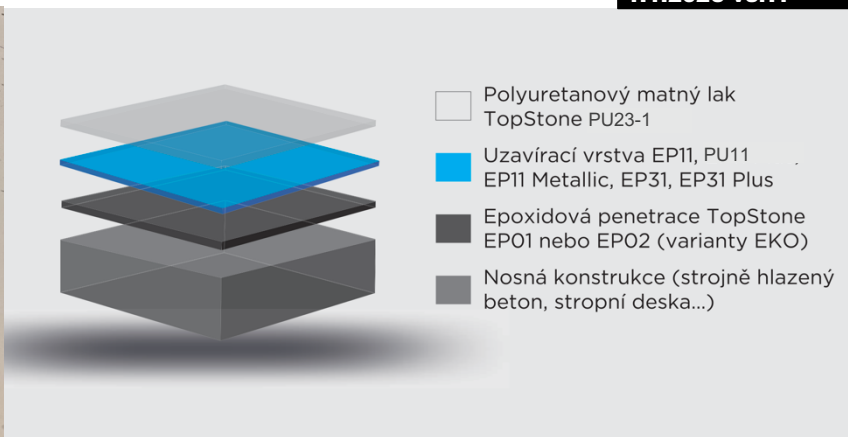 Polyuretanový matný lak
TopStone PU23-1
Uzavírací vrstva EP11, PU11 ,
EP11 Metallic, EP31, EP31 Plus
Epoxidová penetrace TopStone
EP01 nebo EP02 (varianty EKO)
Nosná konstrukce (strojně hlazený
beton, stropní deska...)